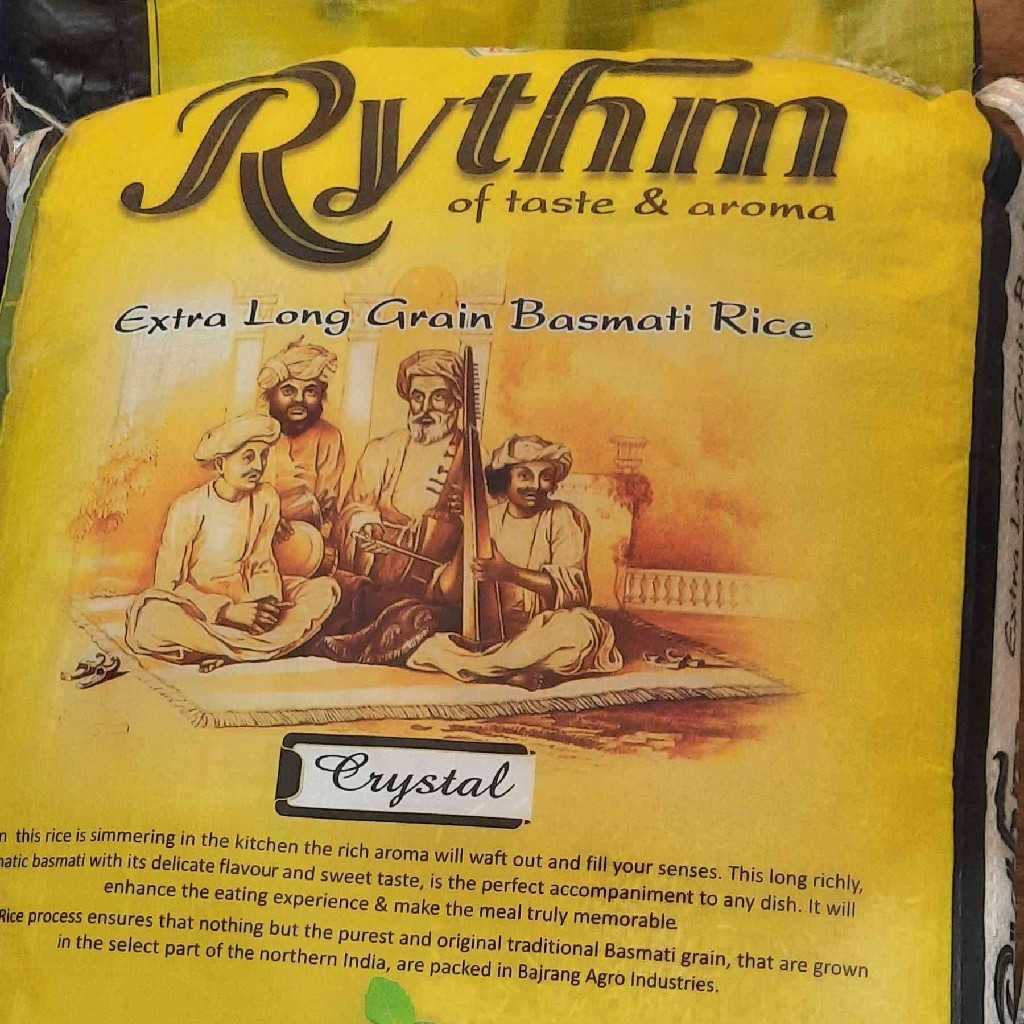 Rythm
of taste & aroma
Extra Long Grain Basmati Rice
Crystal
this rice is simmering in the kitchen the rich aroma will waft out and fill your senses. This long richly,
basmati with its delicate flavour and sweet taste, is the perfect accompaniment to any dish. It will
enhance the eating experience & make the meal truly memorable.
Rice process ensures that nothing but the purest and original traditional Basmati grain, that are grown
in the select part of the northern India, are packed in Bajrang Agro Industries.
Extra Long Grain